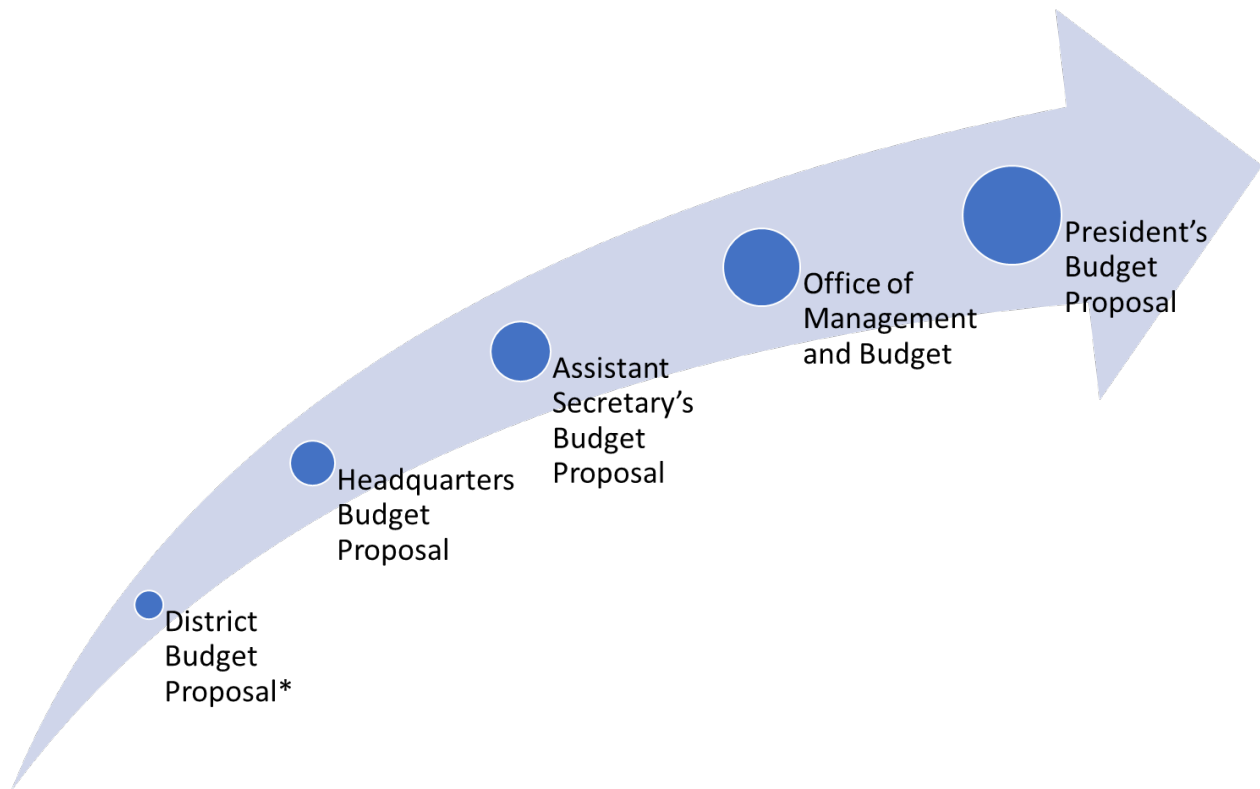 District
Budget
Proposal*
Headquarters
Budget
Proposal
Assistant
Secretary's
Budget
Proposal
Office of
Management
and Budget
President's
Budget
Proposal